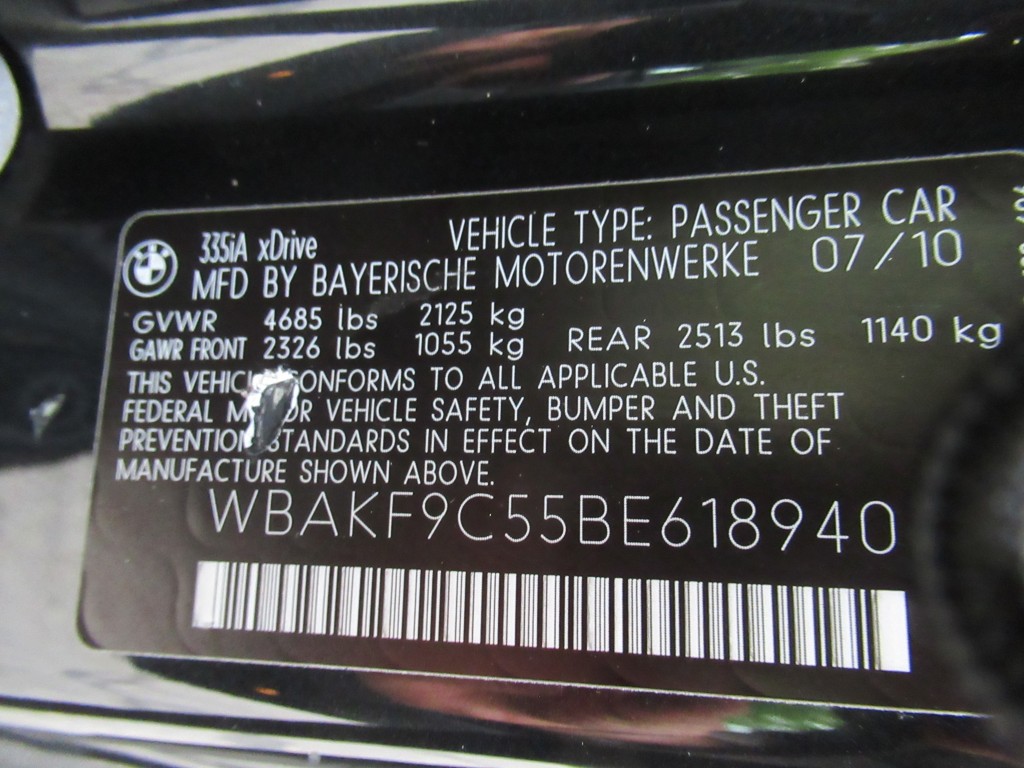 335iA xDrive VEHICLE TYPE: PASSENGER CAR
MFD BY BAYERISCHE MOTORENWERKE 07/10
GVWR 4685 lbs 2125 kg
GAWR FRONT 2326 lbs 1055 kg REAR 2513 lbs 1140 kg
THIS CONFORMS TO ALL APPLICABLE U.S.
FEDERAL VEHICLE SAFETY, BUMPER AND THEFT
PREVENTION STANDARDS IN EFFECT ON THE DATE OF
MANUFACTURE SHOWN ABOVE.
WBAKF9C55BE618940